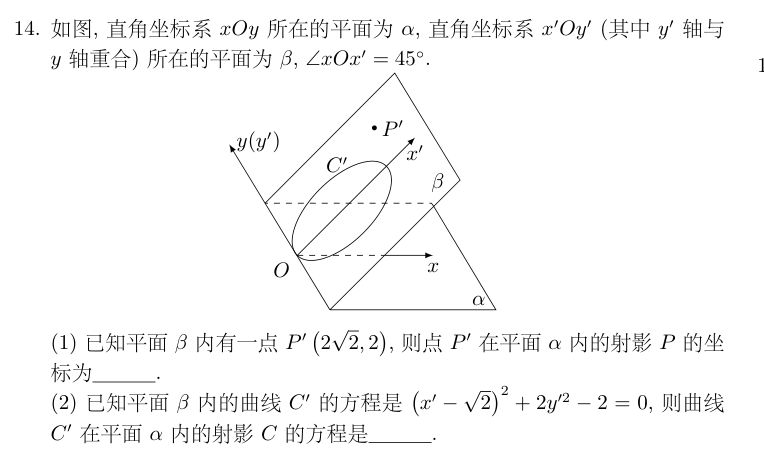 14. 如图, 直角坐标系 xOy 所在的平面为 α, 直角坐标系 x′Oy′ (其中 y′ 轴与
y 轴重合) 所在的平面为 β, ∠xOx′ = 45°.
1
P′
y(y′)
x′
C′
β
O
x
α
(1) 已知平面 β 内有一点 P′ (2√2, 2), 则点 P′ 在平面 α 内的射影 P 的坐
标为______.
(2) 已知平面 β 内的曲线 C′ 的方程是 (x′ − √2)² + 2y′² − 2 = 0, 则曲线
C′ 在平面 α 内的射影 C 的方程是______.